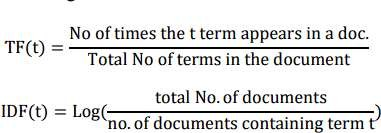 TF(t) = No of times the t term appears in a doc. / Total No of terms in the document
IDF(t) = Log( total No. of documents / no. of documents containing term t )